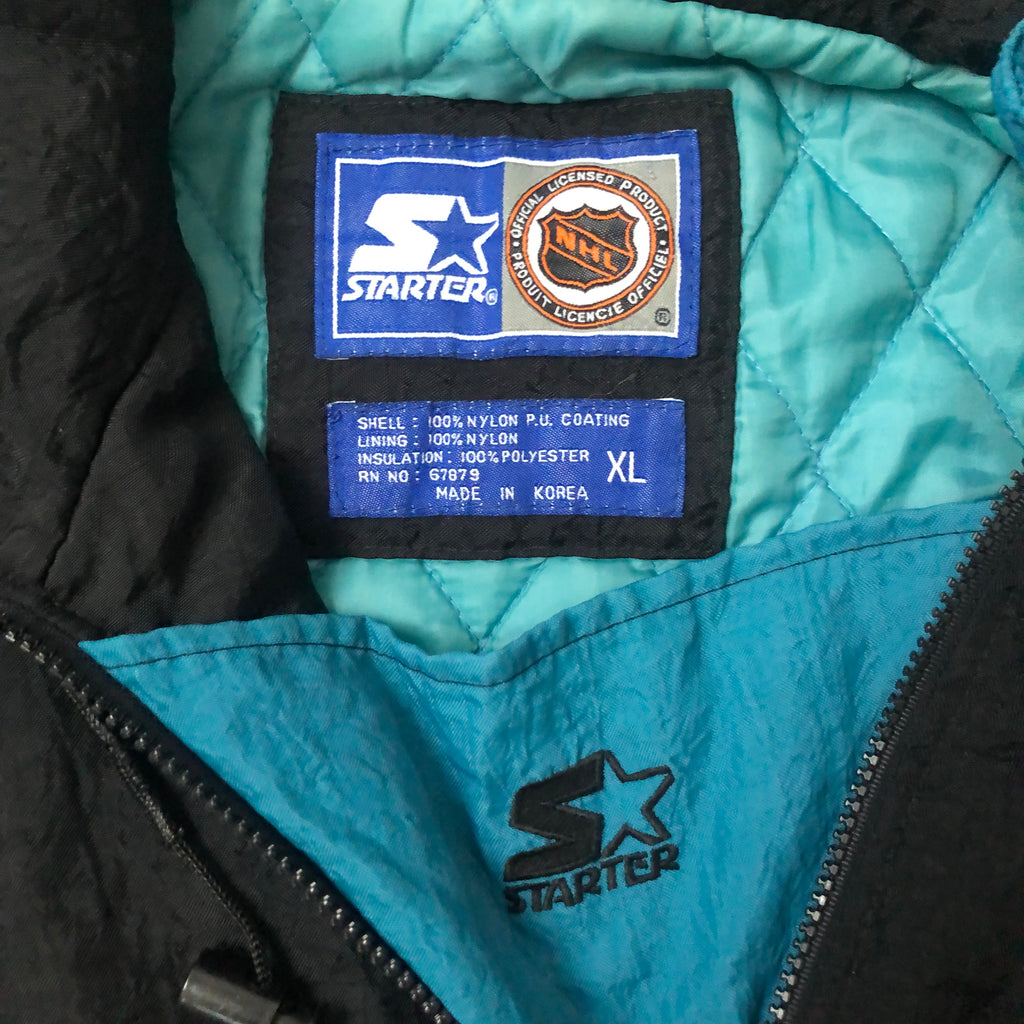 STARTER®
OFFICIAL LICENSED PRODUCT
NHL
PRODUIT LICENCIE OFFICIEL
®
SHELL : 100% NYLON P.U. COATING
LINING : 100% NYLON
INSULATION : 100% POLYESTER
XL
RN NO : 67879
MADE IN KOREA
STARTER